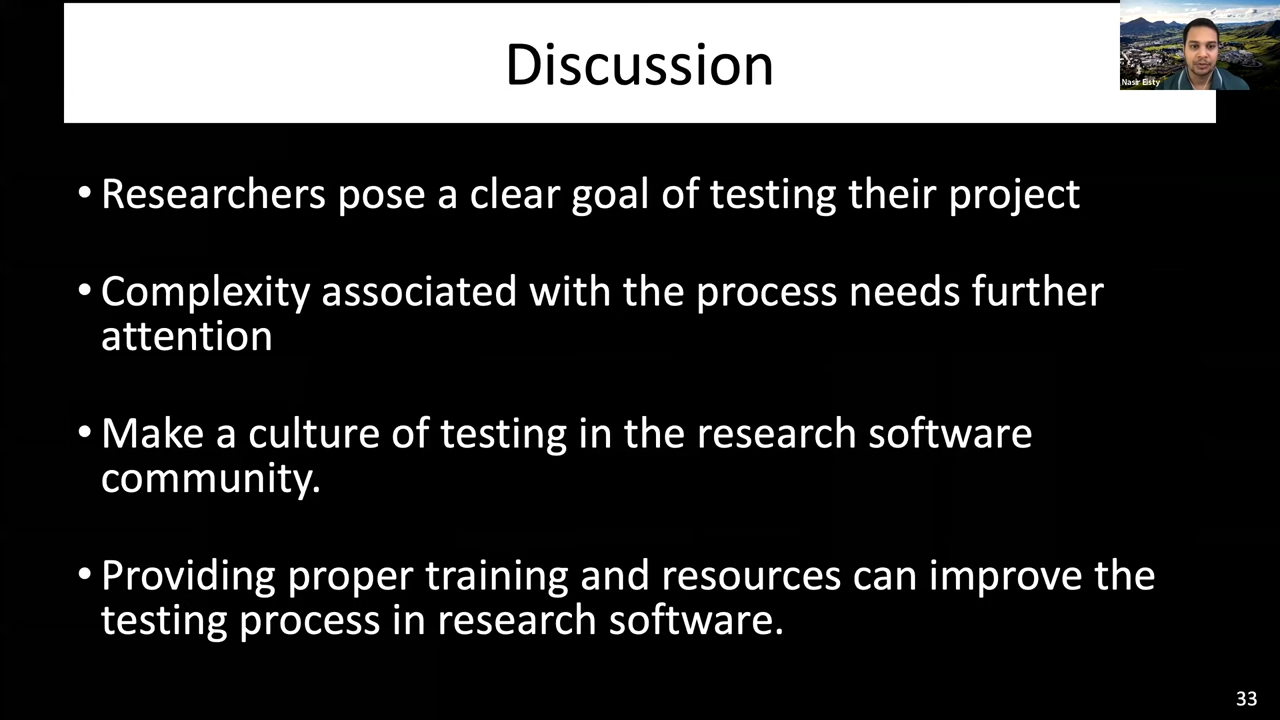 Discussion
Nasir Eisty
• Researchers pose a clear goal of testing their project
• Complexity associated with the process needs further
attention
• Make a culture of testing in the research software
community.
• Providing proper training and resources can improve the
testing process in research software.
33